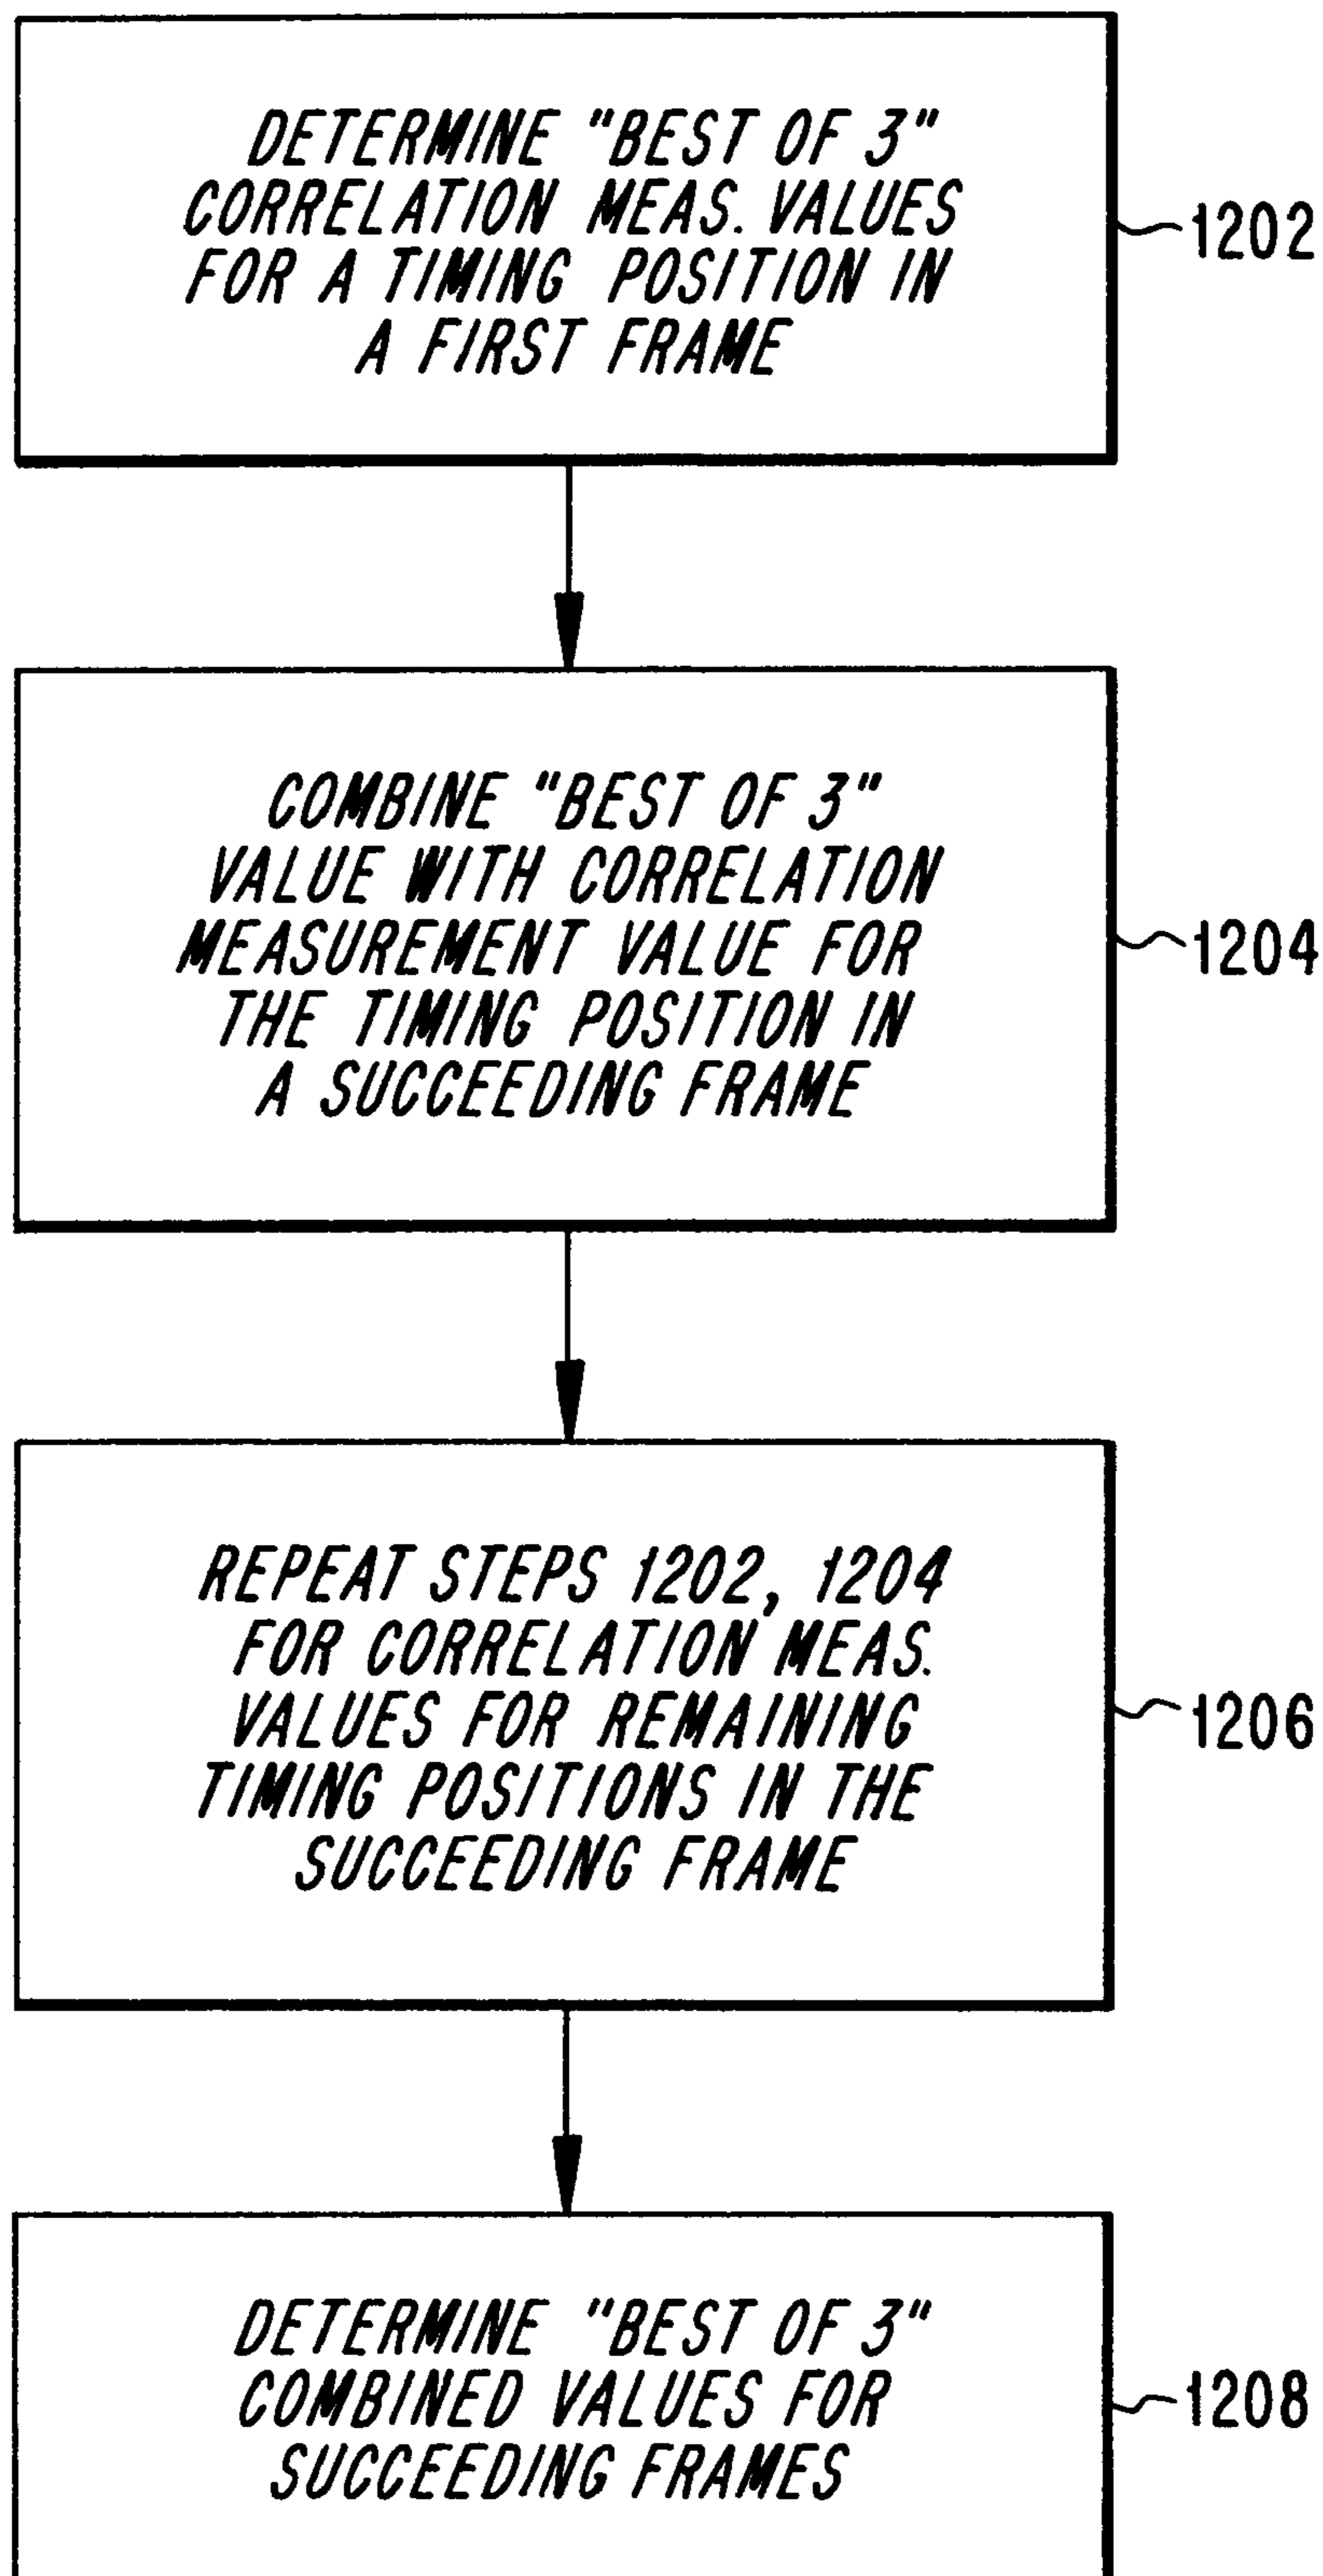 DETERMINE "BEST OF 3"
CORRELATION MEAS. VALUES
FOR A TIMING POSITION IN
A FIRST FRAME
1202
COMBINE "BEST OF 3"
VALUE WITH CORRELATION
MEASUREMENT VALUE FOR
THE TIMING POSITION IN
A SUCCEEDING FRAME
1204
REPEAT STEPS 1202, 1204
FOR CORRELATION MEAS.
VALUES FOR REMAINING
TIMING POSITIONS IN THE
SUCCEEDING FRAME
1206
DETERMINE "BEST OF 3"
COMBINED VALUES FOR
SUCCEEDING FRAMES
1208